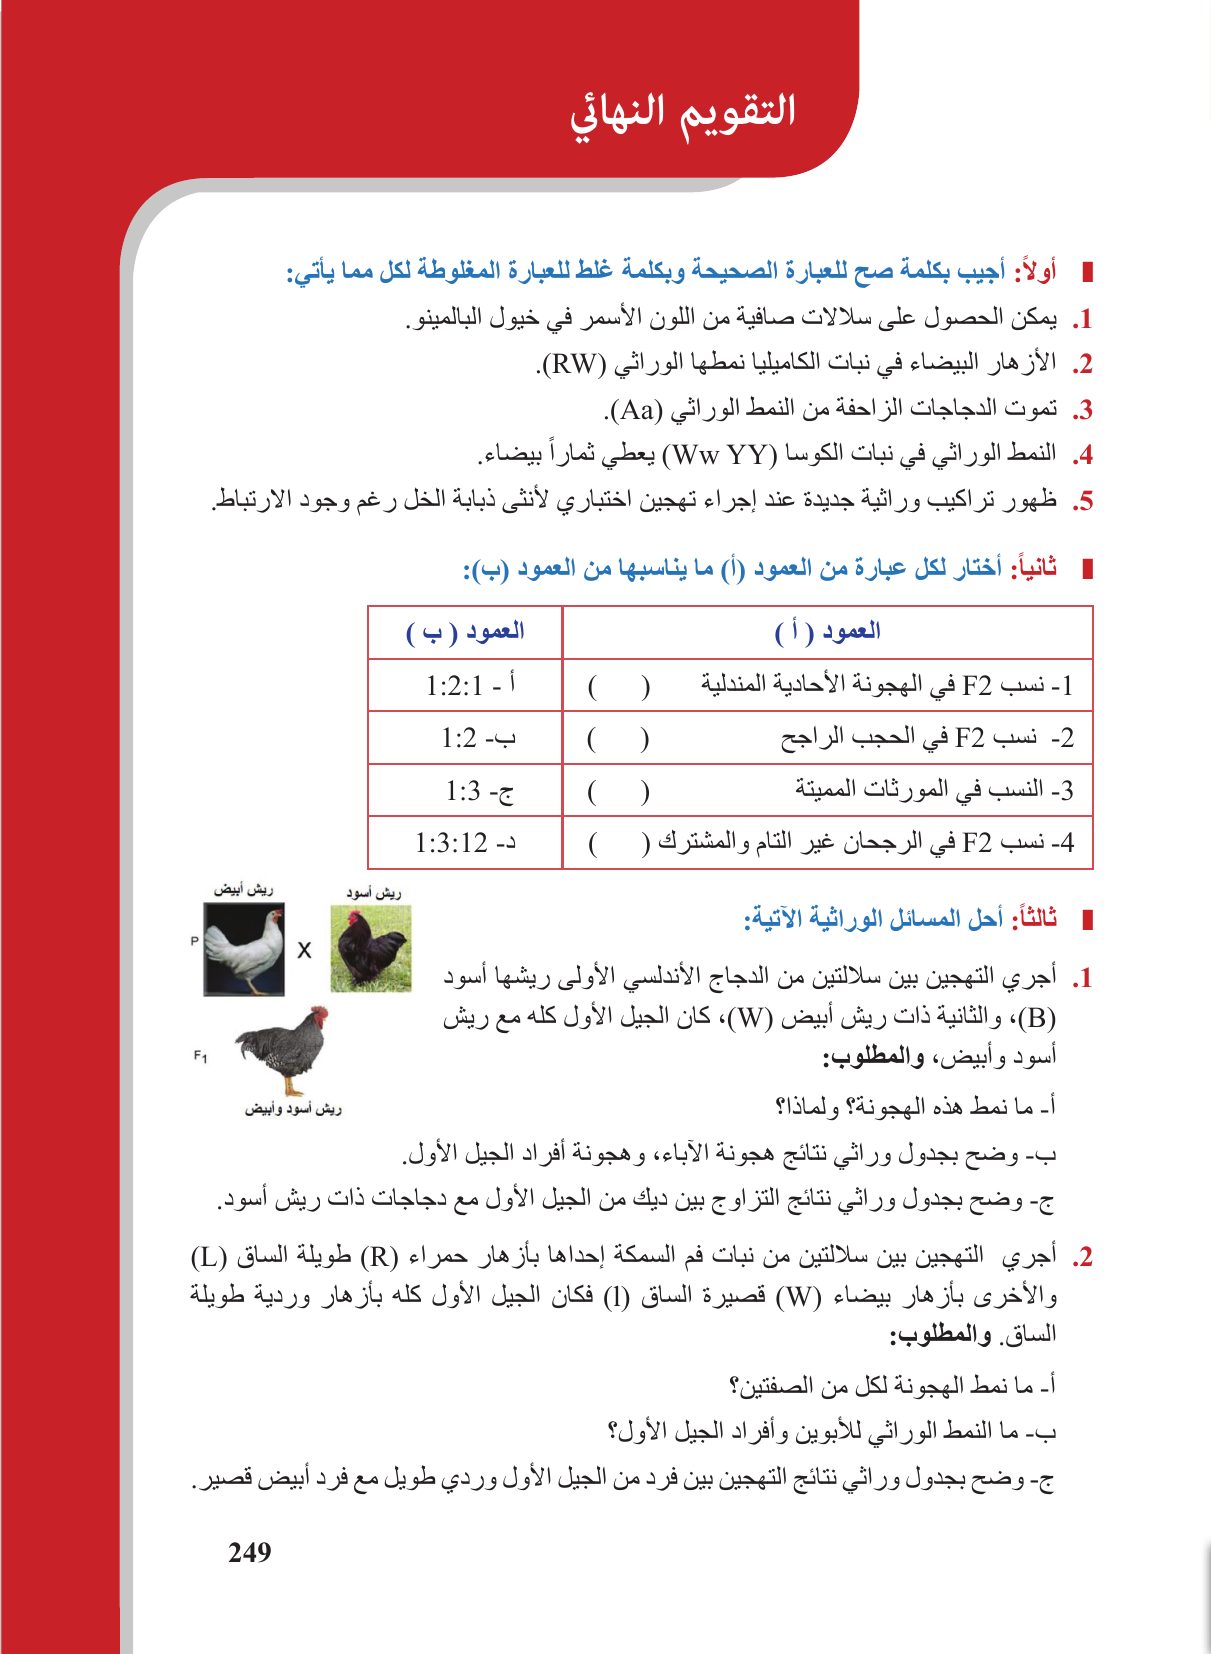 التقويم النهائي
أولاً: أجيب بكلمة صح للعبارة الصحيحة وبكلمة غلط للعبارة المغلوطة لكل مما يأتي:
1. يمكن الحصول على سلالات صافية من اللون الأسمر في خيول البالمينو.
2. الأزهار البيضاء في نبات الكاميليا نمطها الوراثي (RW).
3. تموت الدجاجات الزاحفة من النمط الوراثي (Aa).
4. النمط الوراثي في نبات الكوسا (Ww YY) يعطي ثماراً بيضاء.
5. ظهور تراكيب وراثية جديدة عند إجراء تهجين اختباري لأنثى ذبابة الخل رغم وجود الارتباط.
ثانياً: أختار لكل عبارة من العمود (أ) ما يناسبها من العمود (ب):
العمود ( أ ) العمود ( ب )
1- نسب F2 في الهجونة الأحادية المندلية ( ) أ - 1:2:1
2- نسب F2 في الحجب الراجح ( ) ب- 1:2
3- النسب في المورثات المميتة ( ) ج- 1:3
4- نسب F2 في الرجحان غير التام والمشترك ( ) د- 1:3:12
ثالثاً: أحل المسائل الوراثية الآتية:
ريش أسود ريش أبيض
P X
F1
ريش أسود وأبيض
1. أجري التهجين بين سلالتين من الدجاج الأندلسي الأولى ريشها أسود
(B)، والثانية ذات ريش أبيض (W)، كان الجيل الأول كله مع ريش
أسود وأبيض، والمطلوب:
أ- ما نمط هذه الهجونة؟ ولماذا؟
ب- وضح بجدول وراثي نتائج هجونة الآباء، وهجونة أفراد الجيل الأول.
ج- وضح بجدول وراثي نتائج التزاوج بين ديك من الجيل الأول مع دجاجات ذات ريش أسود.
2. أجري التهجين بين سلالتين من نبات فم السمكة إحداها بأزهار حمراء (R) طويلة الساق (L)
والأخرى بأزهار بيضاء (W) قصيرة الساق (l) فكان الجيل الأول كله بأزهار وردية طويلة
الساق. والمطلوب:
أ- ما نمط الهجونة لكل من الصفتين؟
ب- ما النمط الوراثي للأبوين وأفراد الجيل الأول؟
ج- وضح بجدول وراثي نتائج التهجين بين فرد من الجيل الأول وردي طويل مع فرد أبيض قصير.
249